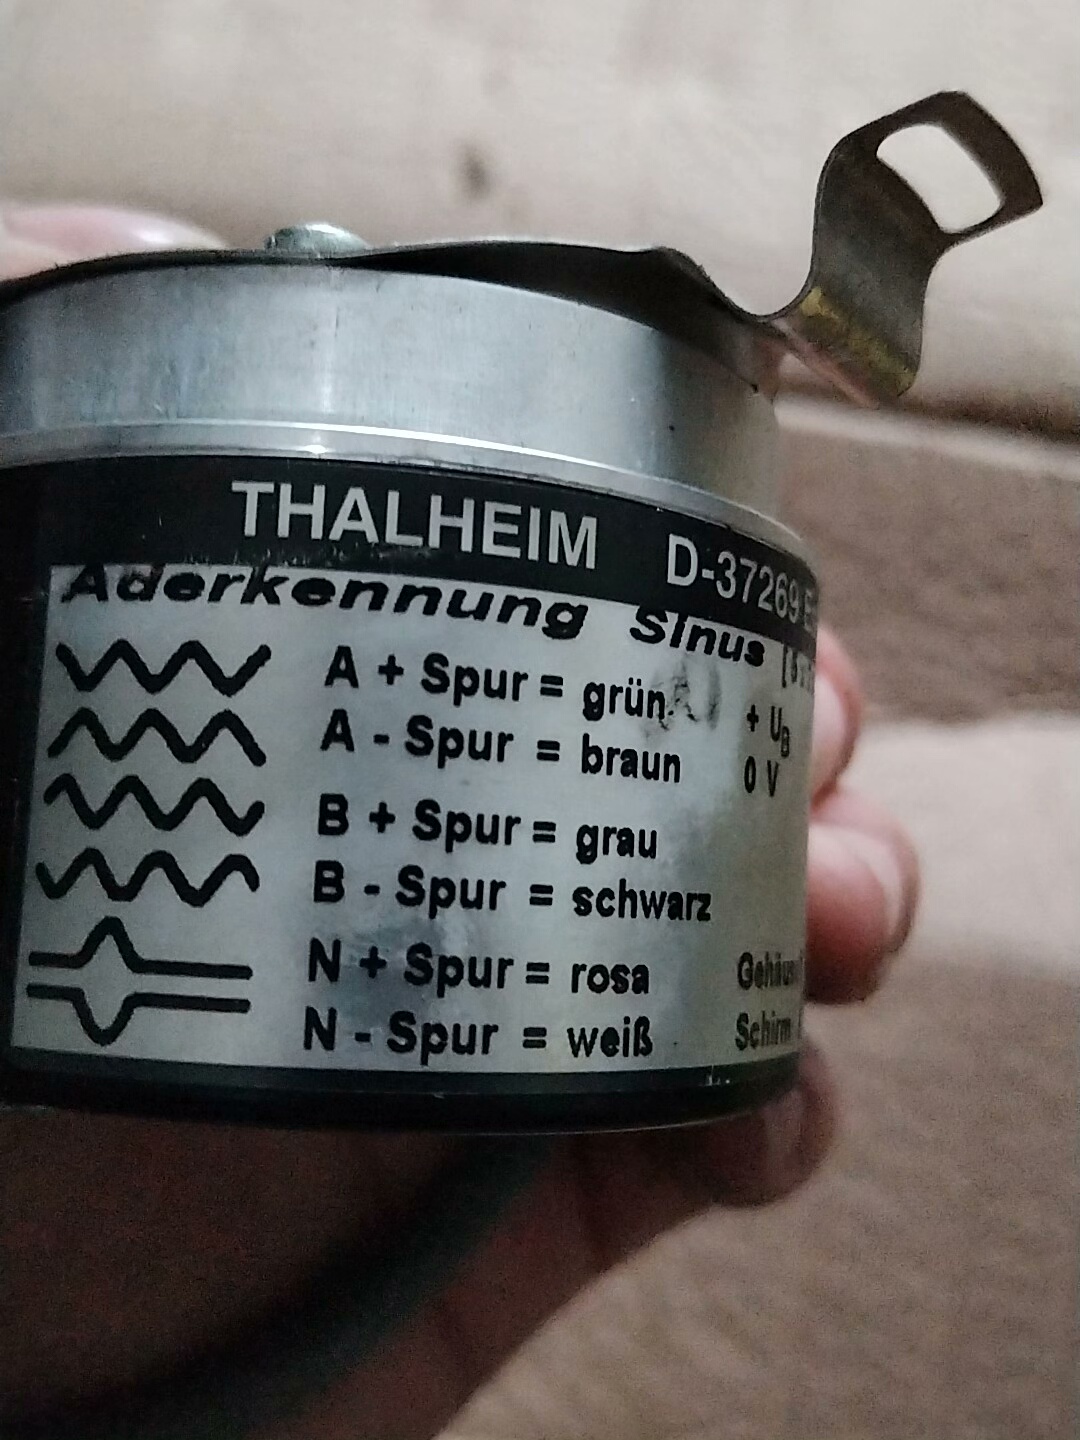 THALHEIM D-37269
Aderkennung Sinus
A + Spur = grün + UB
A - Spur = braun 0 V
B + Spur = grau
B - Spur = schwarz
N + Spur = rosa
N - Spur = weiß Schirm